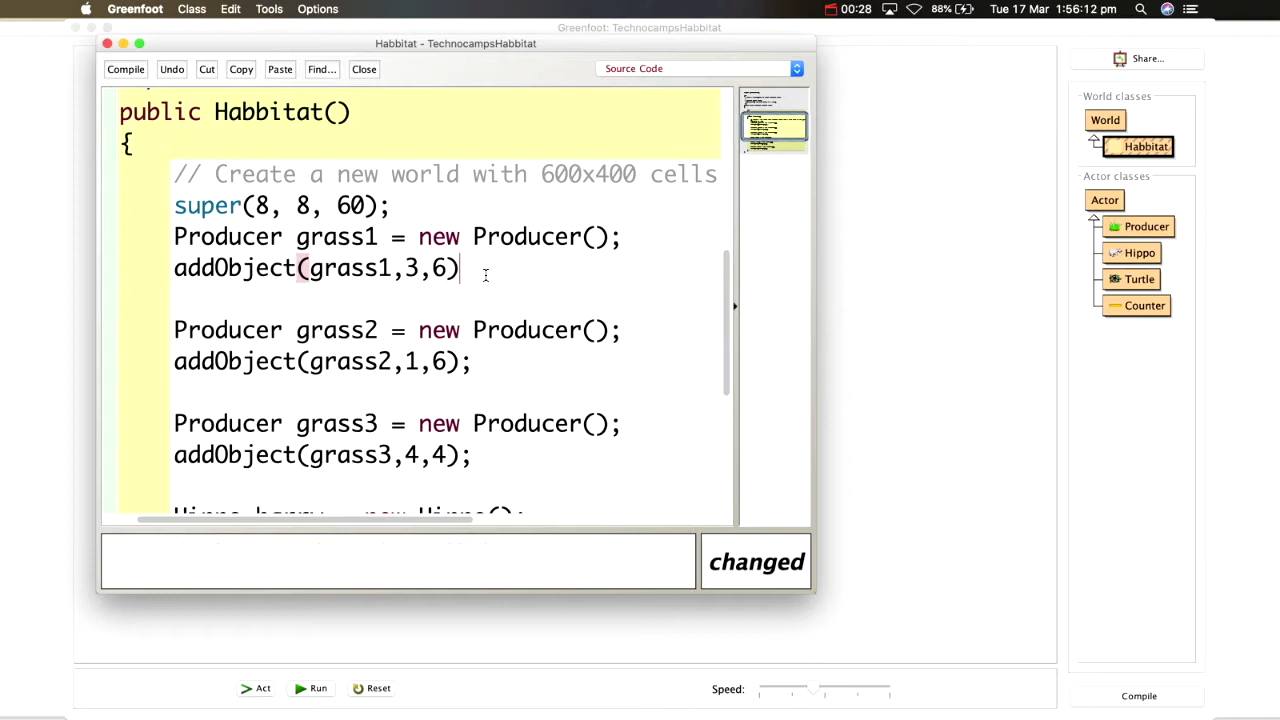 Greenfoot Class Edit Tools Options 00:28 88% Tue 17 Mar 1:56:12 pm
Greenfoot: TechnocampsHabbitat
Habbitat - TechnocampsHabbitat
Compile Undo Cut Copy Paste Find... Close Source Code
public Habbitat()
{
// Create a new world with 600x400 cells
super(8, 8, 60);
Producer grass1 = new Producer();
addObject(grass1,3,6)
Producer grass2 = new Producer();
addObject(grass2,1,6);
Producer grass3 = new Producer();
addObject(grass3,4,4);
changed
Share...
World classes
World
Habbitat
Actor classes
Actor
Producer
Hippo
Turtle
Counter
Act Run Reset Speed:
Compile